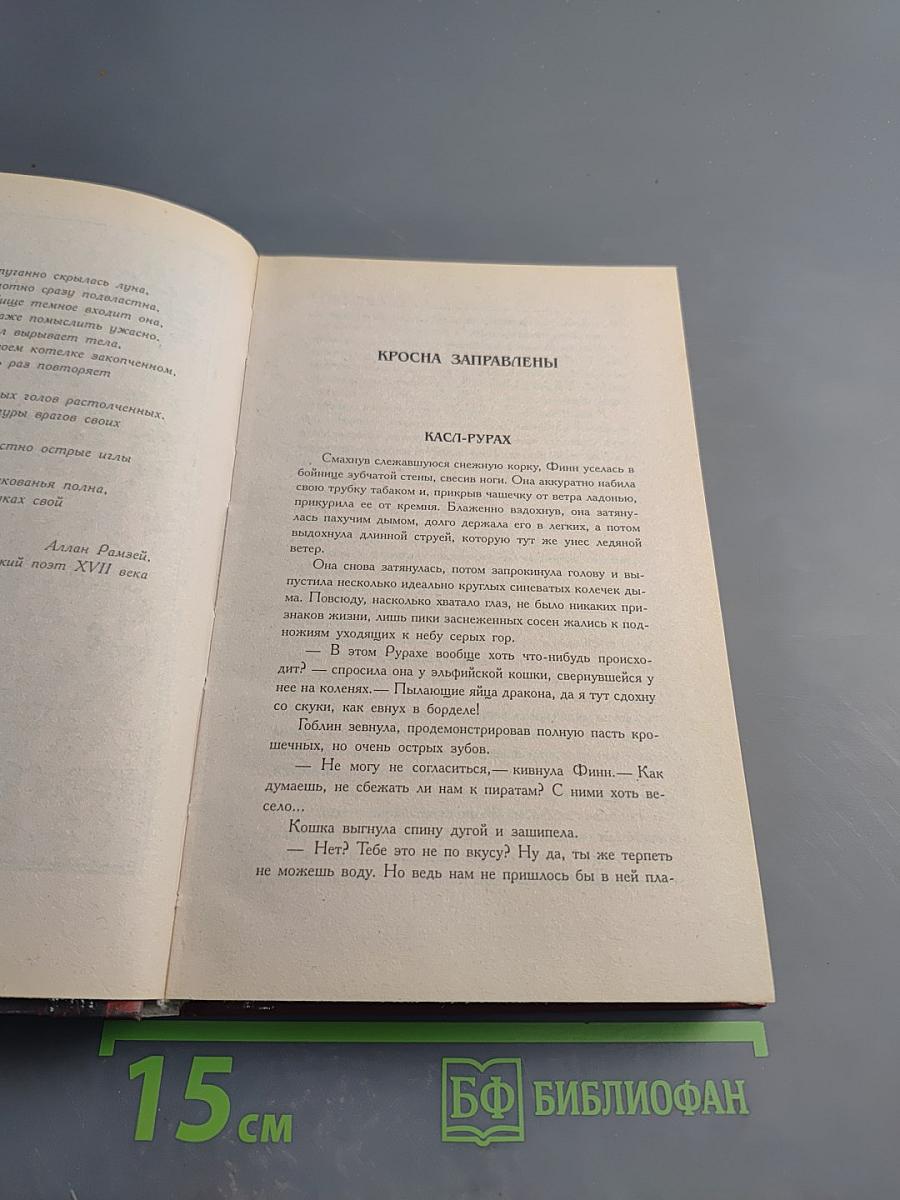 скрылась луна,
сразу подвластна,
темное входит она,
помыслить ужасно.
вырывает тела,
котелке закопченном,
раз повторяет
голов растолченных.
врагов своих
острые иглы
полна,
свой
Аллан Рамзей,
поэт XVII века
КРОСНА ЗАПРАВЛЕНЫ
КАСЛ-РУРАХ
Смахнув слежавшуюся снежную корку, Финн уселась в
бойнице зубчатой стены, свесив ноги. Она аккуратно набила
свою трубку табаком и, прикрыв чашечку от ветра ладонью,
прикурила ее от кремня. Блаженно вздохнув, она затяну-
лась пахучим дымом, долго держала его в легких, а потом
выдохнула длинной струей, которую тут же унес ледяной
ветер.
Она снова затянулась, потом запрокинула голову и вы-
пустила несколько идеально круглых синеватых колечек ды-
ма. Повсюду, насколько хватало глаз, не было никаких при-
знаков жизни, лишь пики заснеженных сосен жались к под-
ножиям уходящих к небу серых гор.
— В этом Рурахе вообще хоть что-нибудь происхо-
дит? — спросила она у эльфийской кошки, свернувшейся у
нее на коленях.— Пылающие яйца дракона, да я тут сдохну
со скуки, как евнух в борделе!
Гоблин зевнула, продемонстрировав полную пасть кро-
шечных, но очень острых зубов.
— Не могу не согласиться,— кивнула Финн.— Как
думаешь, не сбежать ли нам к пиратам? С ними хоть ве-
село...
Кошка выгнула спину дугой и зашипела.
— Нет? Тебе это не по вкусу? Ну да, ты же терпеть
не можешь воду. Но ведь нам не пришлось бы в ней пла-
15 см
БФ БИБЛИОФАН